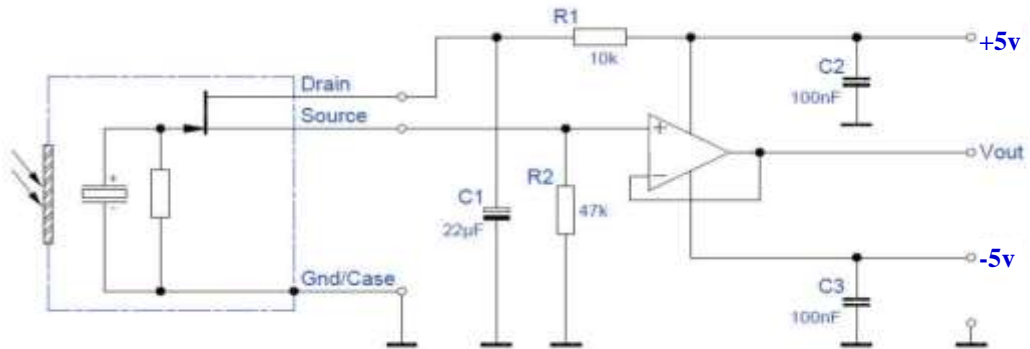 R1
10k
+5v
C2
100nF
Drain
Source
+
-
Vout
R2
47k
C1
22µF
+
-
Gnd/Case
-5v
C3
100nF